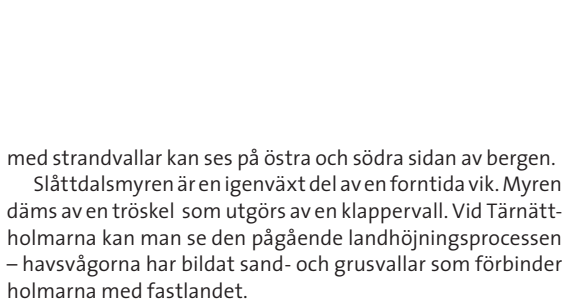 med strandvallar kan ses på östra och södra sidan av bergen.
Slåttdalsmyren är en igenväxt del av en forntida vik. Myren
däms av en tröskel som utgörs av en klappervall. Vid Tärnätt-
holmarna kan man se den pågående landhöjningsprocessen
– havsvågorna har bildat sand- och grusvallar som förbinder
holmarna med fastlandet.